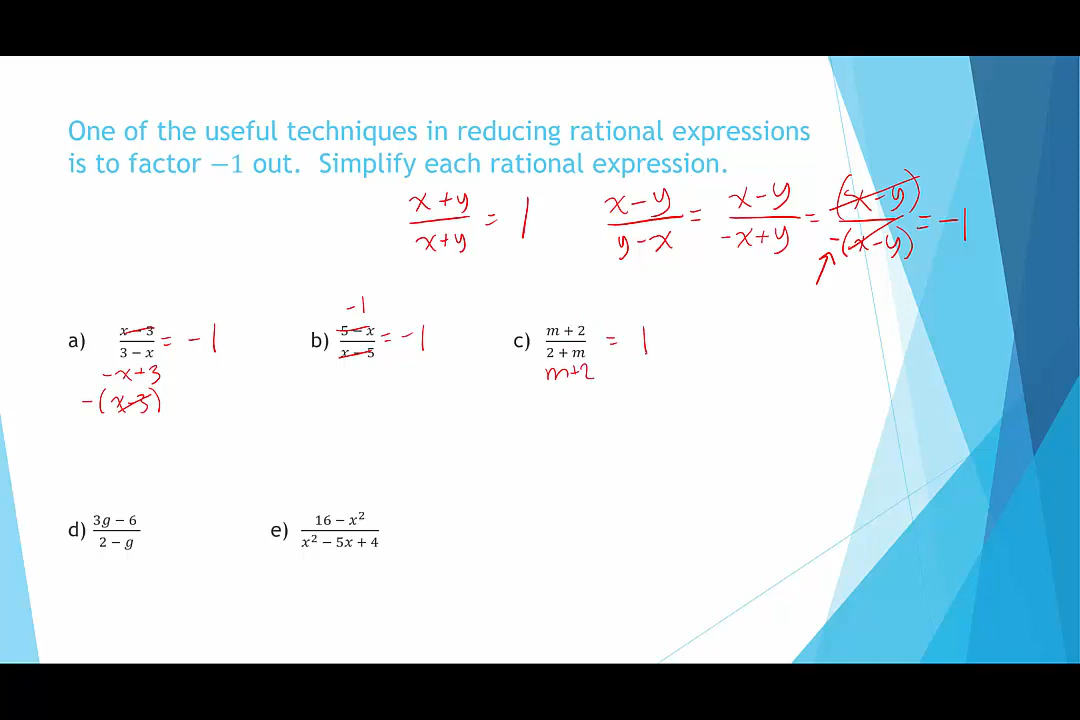 One of the useful techniques in reducing rational expressions
is to factor −1 out. Simplify each rational expression.
(x+y)/(x+y) = 1
(x−y)/(y−x) = (x−y)/(−x+y) = (x−y)/−(x−y) = −1
a) (x − 3)/(3 − x) = −1
−x+3
−(x−3)
−1
b) (5 − x)/(x − 5) = −1
c) (m + 2)/(2 + m) = 1
m+2
d) (3g − 6)/(2 − g)
e) (16 − x²)/(x² − 5x + 4)